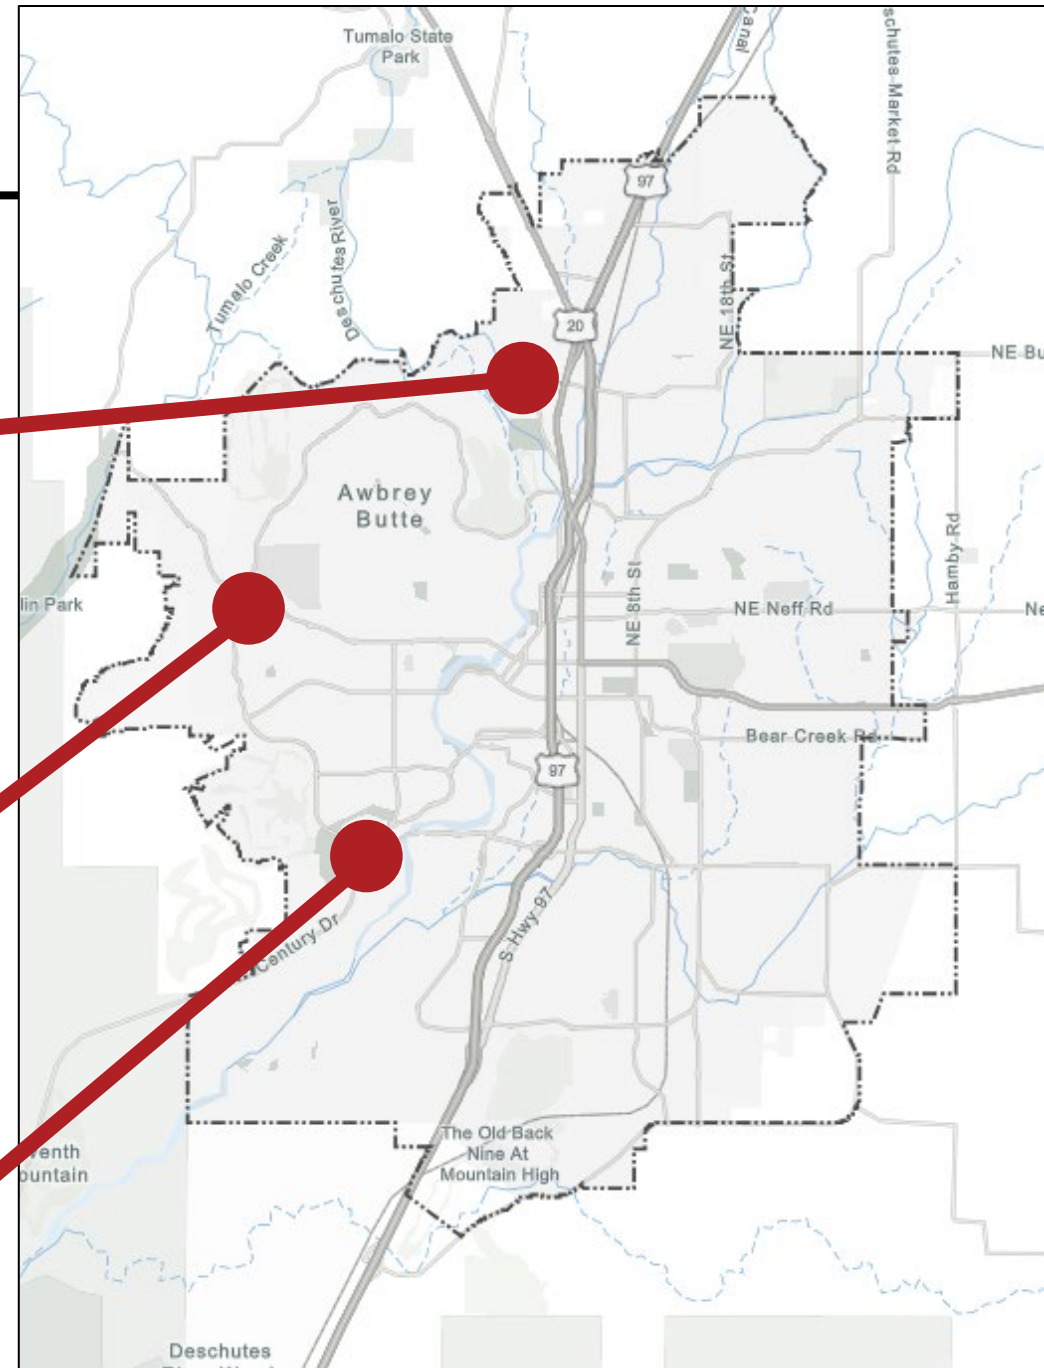 Tumalo State
Park
Canal
schutes Market Rd
97
Tumalo Creek
Deschutes River
NE 18th St
20
NE Bu
Awbrey
Butte
Hamby Rd
lin Park
NE 8th St
NE Neff Rd
Ne
Bear Creek Rd
97
Century Dr
S Hwy 97
The Old Back
Nine At
Mountain High
venth
ountain
Deschutes